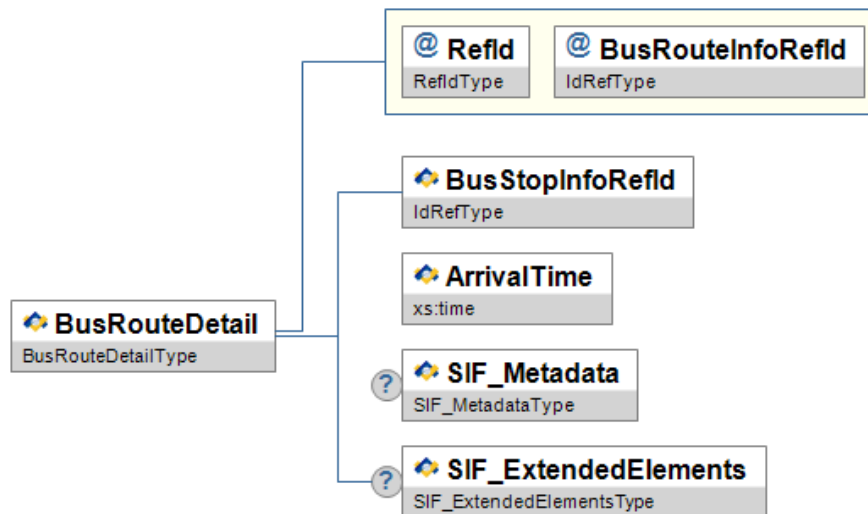 @ RefId
RefIdType
@ BusRouteInfoRefId
IdRefType
BusStopInfoRefId
IdRefType
ArrivalTime
xs:time
BusRouteDetail
BusRouteDetailType
? SIF_Metadata
SIF_MetadataType
? SIF_ExtendedElements
SIF_ExtendedElementsType